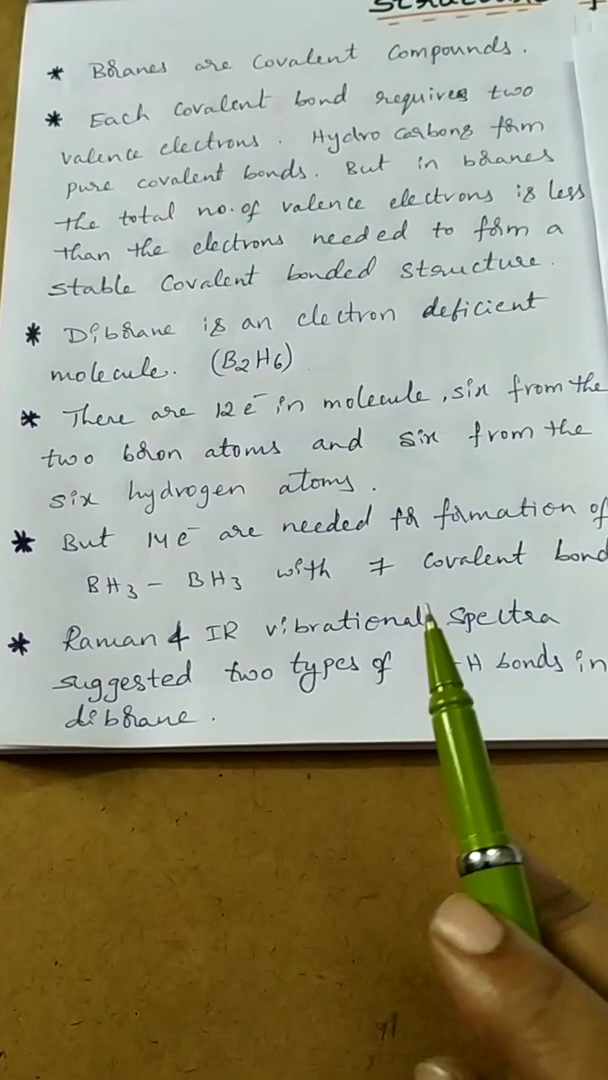 * Boranes are Covalent Compounds.
* Each Covalent bond requires two
valence electrons. Hydro carbons form
pure covalent bonds. But in boranes
the total no. of valence electrons is less
than the electrons needed to form a
stable Covalent bonded structure.
* Diborane is an electron deficient
molecule. (B2H6)
* There are 12 e⁻ in molecule, six from the
two boron atoms and six from the
six hydrogen atoms.
* But 14 e⁻ are needed for formation of
BH3 - BH3 with 7 covalent bond
* Raman & IR vibrational spectra
suggested two types of -H bonds in
diborane.